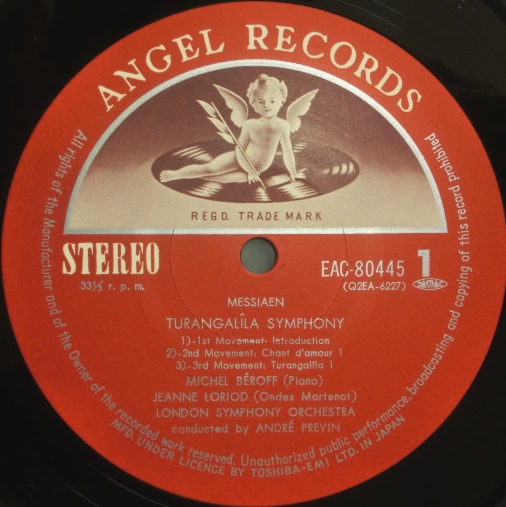 ANGEL RECORDS
REGD. TRADE MARK
STEREO
33⅓ r. p. m.
EAC-80445 1
(Q2EA-6227)
MESSIAEN
TURANGALÎLA SYMPHONY
1)-1st Movement: Introduction
2)-2nd Movement: Chant d'amour 1
3)-3rd Movement: Turangalîla 1
MICHEL BÉROFF (Piano)
JEANNE LORIOD (Ondes Martenot)
LONDON SYMPHONY ORCHESTRA
conducted by ANDRÉ PREVIN
All rights of the Manufacturer and of the Owner of the recorded work reserved. Unauthorized public performance, broadcasting and copying of this record prohibited
MFD. UNDER LICENCE BY TOSHIBA-EMI LTD. IN JAPAN